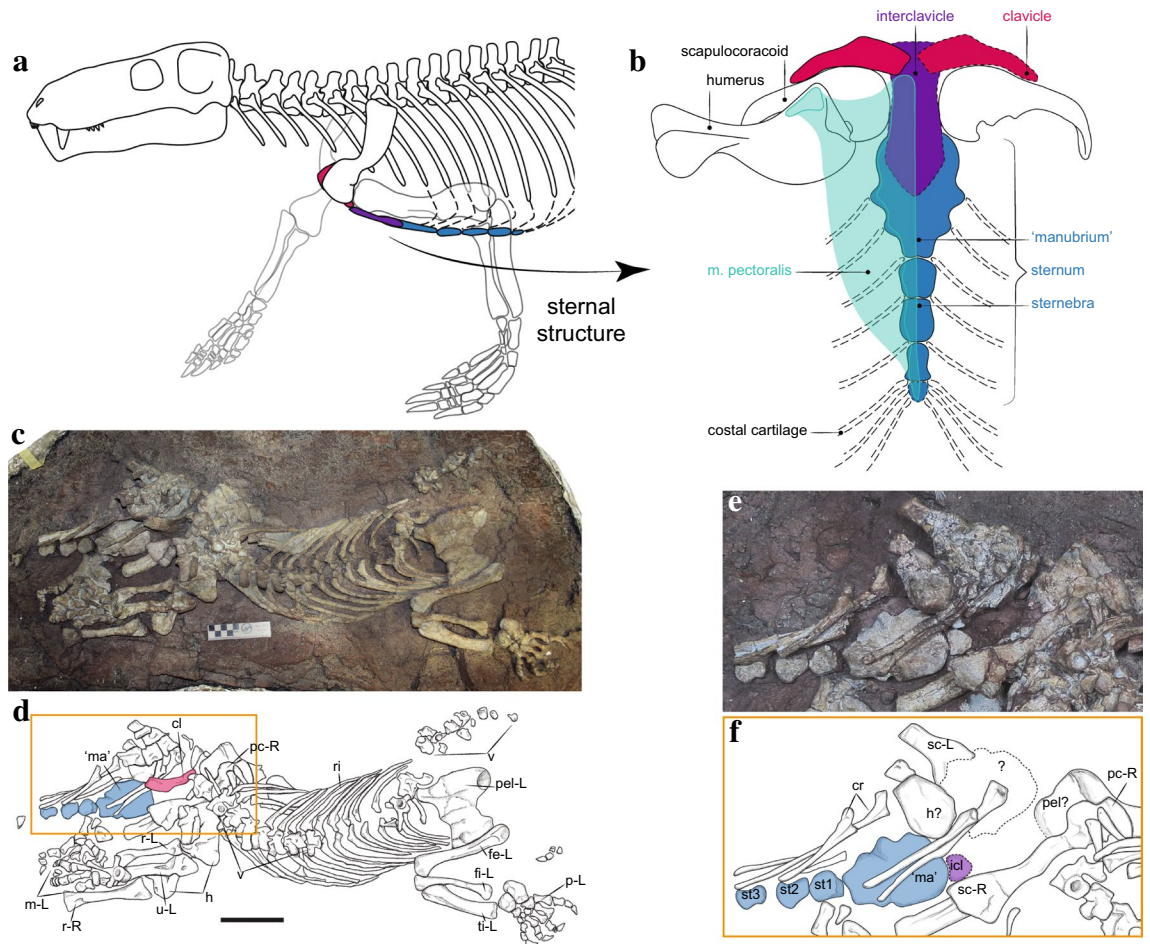 a
sternal
structure
b
interclavicle
clavicle
scapulocoracoid
humerus
'manubrium'
m. pectoralis
sternum
sternebra
costal cartilage
c
d
cl
'ma'
pc-R
ri
v
pel-L
r-L
fe-L
v
fi-L
p-L
m-L
u-L
h
r-R
ti-L
e
f
sc-L
?
cr
h?
pel?
pc-R
icl
'ma'
st1
st2
st3
sc-R